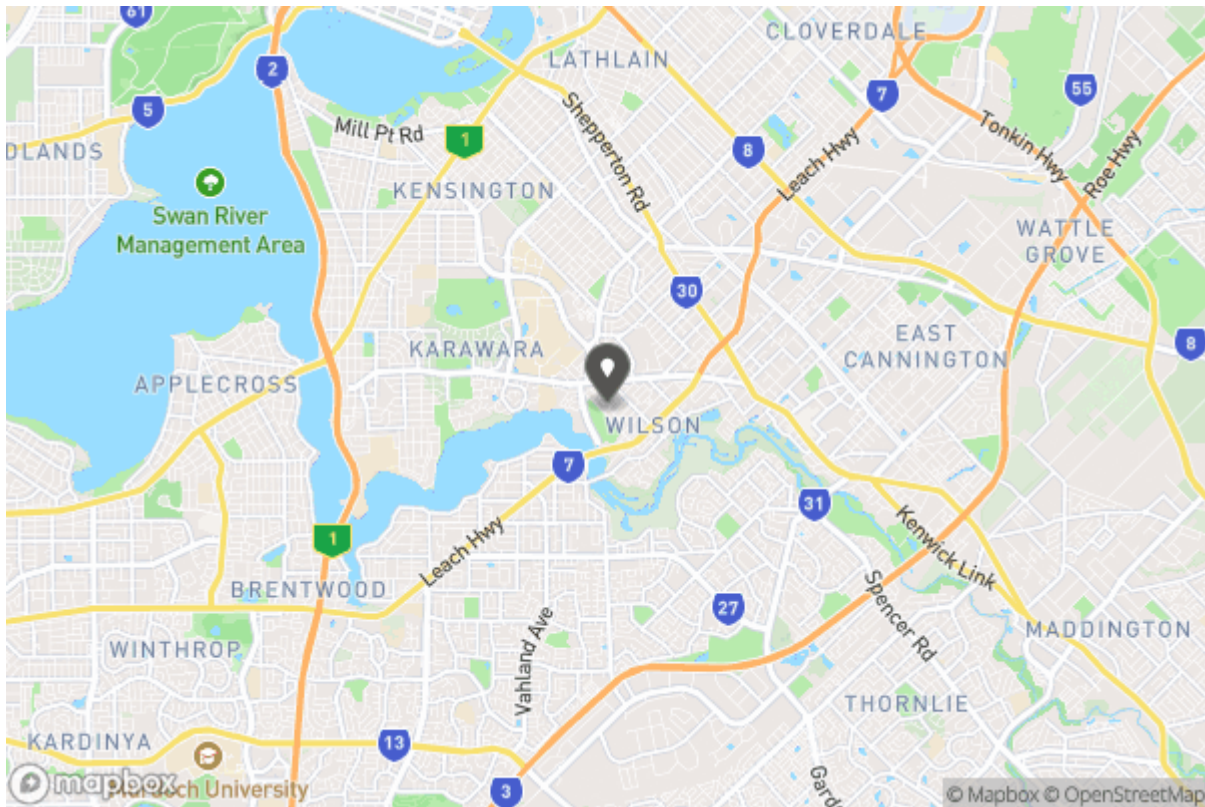 61
CLOVERDALE
LATHLAIN
2
7
55
5
Mill Pt Rd
1
Shepperton Rd
8
Leach Hwy
Tonkin Hwy
Roe Hwy
DLANDS
KENSINGTON
Swan River
Management Area
WATTLE
GROVE
30
EAST
CANNINGTON
8
KARAWARA
APPLECROSS
WILSON
7
31
1
Leach Hwy
Kenwick Link
BRENTWOOD
27
Spencer Rd
MADDINGTON
WINTHROP
Vahland Ave
THORNLIE
KARDINYA
13
3
mapbox
Murdoch University
Gard
© Mapbox © OpenStreetMap